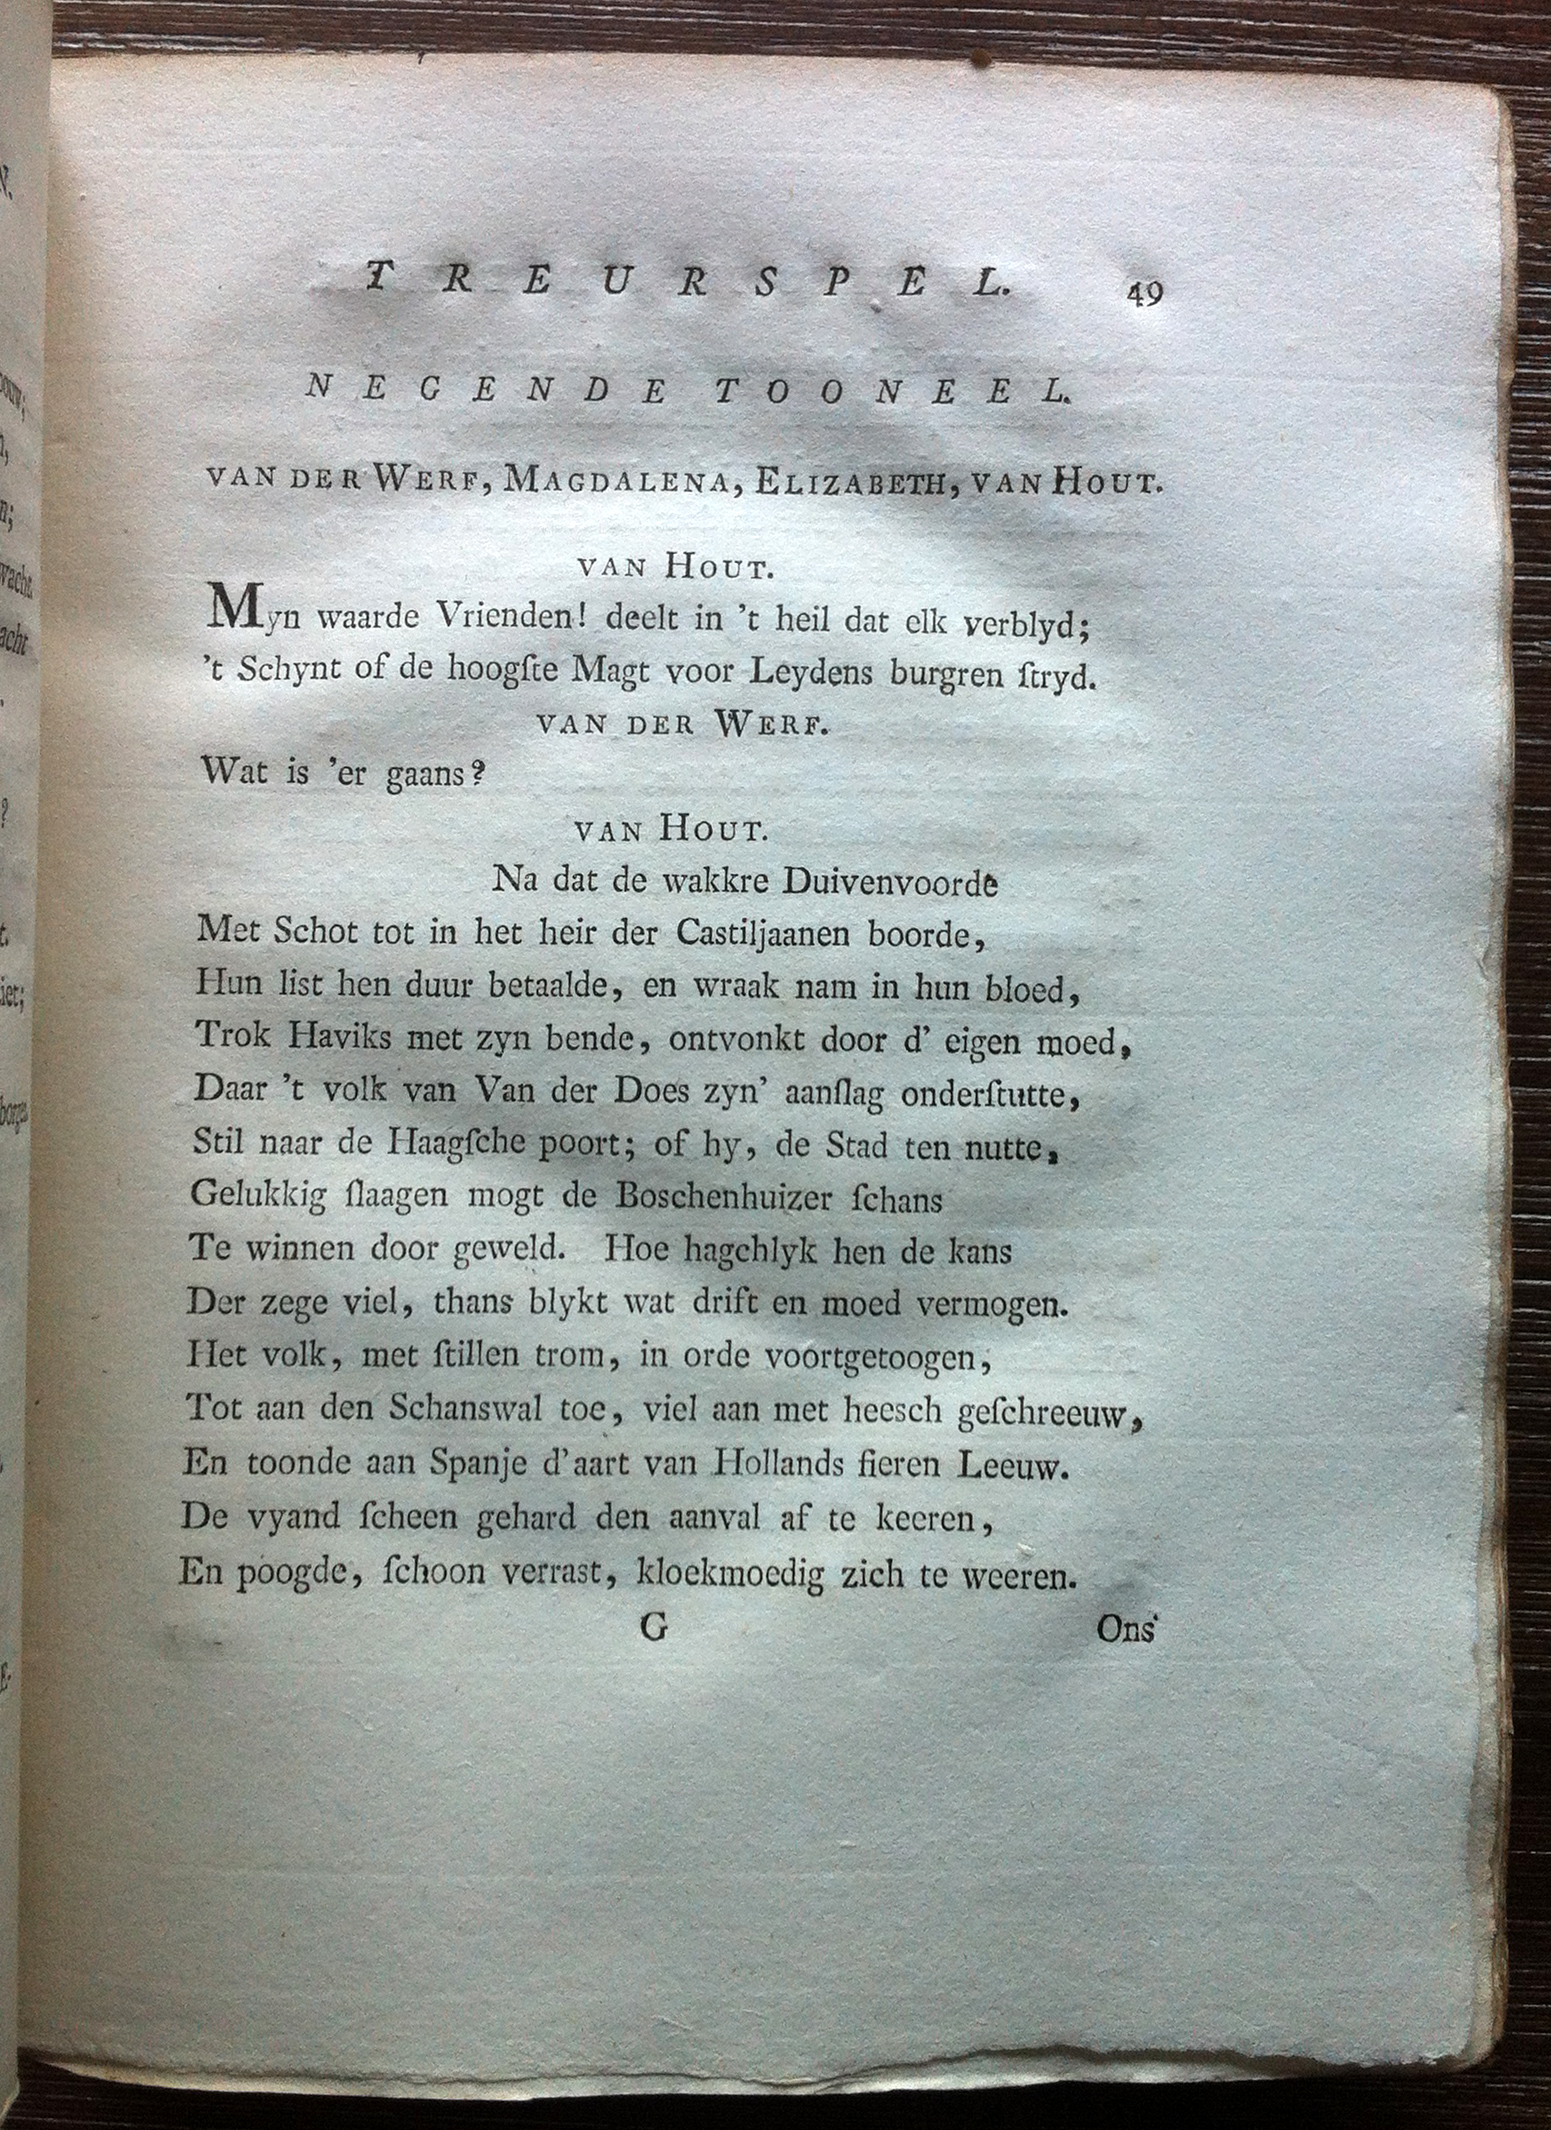 T R E U R S P E L. 49
N E G E N D E T O O N E E L.
VAN DER WERF, MAGDALENA, ELIZABETH, VAN HOUT.
VAN HOUT.
Myn waarde Vrienden! deelt in 't heil dat elk verblyd;
't Schynt of de hoogſte Magt voor Leydens burgren ſtryd.
VAN DER WERF.
Wat is 'er gaans?
VAN HOUT.
Na dat de wakkre Duivenvoorde
Met Schot tot in het heir der Castiljaanen boorde,
Hun list hen duur betaalde, en wraak nam in hun bloed,
Trok Haviks met zyn bende, ontvonkt door d' eigen moed,
Daar 't volk van Van der Does zyn' aanſlag onderſtutte,
Stil naar de Haagſche poort; of hy, de Stad ten nutte,
Gelukkig ſlaagen mogt de Boschenhuizer ſchans
Te winnen door geweld. Hoe hagchlyk hen de kans
Der zege viel, thans blykt wat drift en moed vermogen.
Het volk, met ſtillen trom, in orde voortgetoogen,
Tot aan den Schanswal toe, viel aan met heesch geſchreeuw,
En toonde aan Spanje d'aart van Hollands fieren Leeuw.
De vyand ſcheen gehard den aanval af te keeren,
En poogde, ſchoon verrast, kloekmoedig zich te weeren.
G Ons